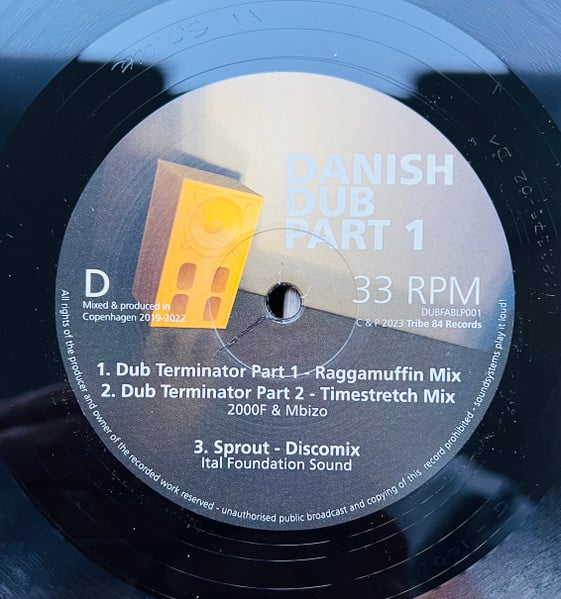 DANISH
DUB
PART 1
D
Mixed & produced in
Copenhagen 2019-2022
33 RPM
DUBFABLP001
C & P 2023 Tribe 84 Records
1. Dub Terminator Part 1 - Raggamuffin Mix
2. Dub Terminator Part 2 - Timestretch Mix
2000F & Mbizo
3. Sprout - Discomix
Ital Foundation Sound
All rights of the producer and owner of the recorded work reserved - unauthorised public broadcast and copying of this record prohibited - soundsystems play it loud!